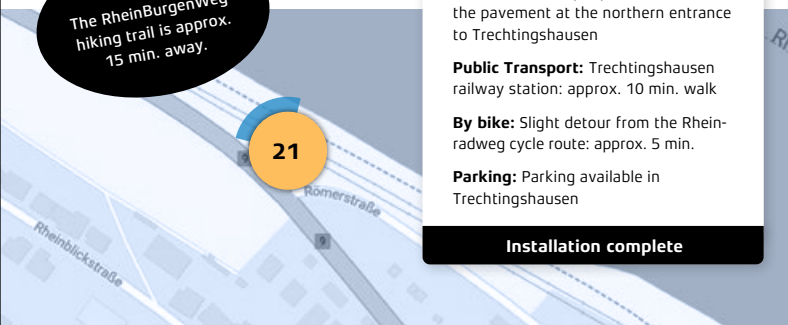 The RheinBurgenWeg
hiking trail is approx.
15 min. away.
the pavement at the northern entrance
to Trechtingshausen
Public Transport: Trechtingshausen
railway station: approx. 10 min. walk
By bike: Slight detour from the Rhein-
radweg cycle route: approx. 5 min.
Parking: Parking available in
Trechtingshausen
Installation complete
21
9
9
Römerstraße
Rheinblickstraße